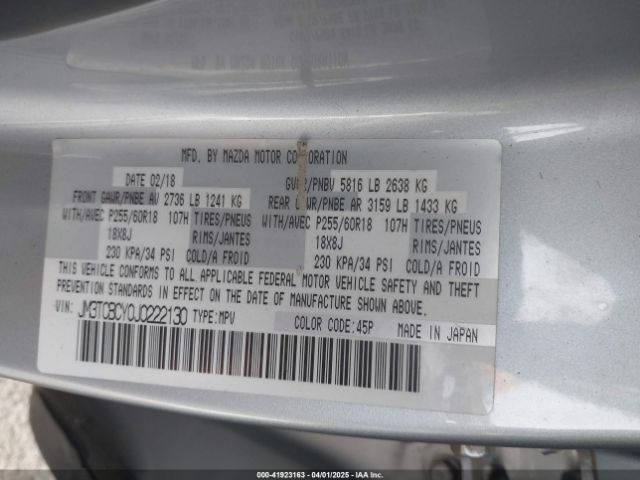 MFD. BY MAZDA MOTOR CORPORATION
DATE 02/18 GVWR/PNBV 5816 LB 2638 KG
FRONT GAWR/PNBE AV 2736 LB 1241 KG REAR GAWR/PNBE AR 3159 LB 1433 KG
WITH/AVEC P255/60R18 107H TIRES/PNEUS WITH/AVEC P255/60R18 107H TIRES/PNEUS
18X8J RIMS/JANTES 18X8J RIMS/JANTES
230 KPA/34 PSI COLD/A FROID 230 KPA/34 PSI COLD/A FROID
THIS VEHICLE CONFORMS TO ALL APPLICABLE FEDERAL MOTOR VEHICLE SAFETY AND THEFT
PREVENTION STANDARDS IN EFFECT ON THE DATE OF MANUFACTURE SHOWN ABOVE.
VIN: JM3TCBCY0J0222130 TYPE:MPV COLOR CODE:45P MADE IN JAPAN
000-41923163 - 04/01/2025 - IAAI.COM